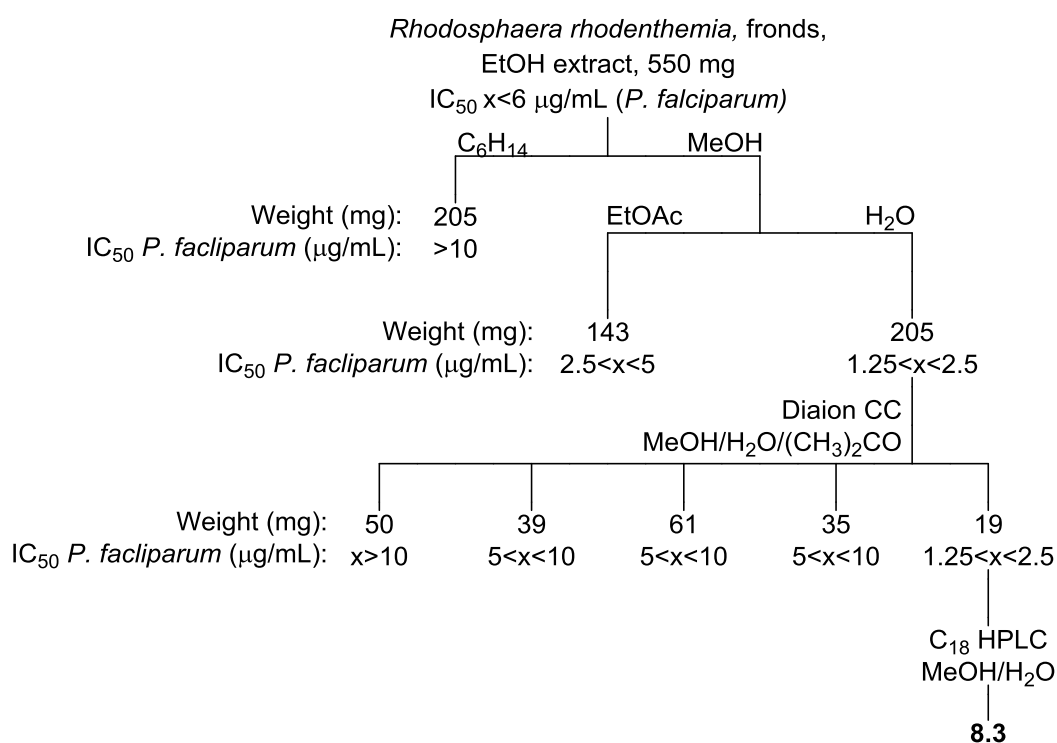 Rhodosphaera rhodenthemia, fronds,
EtOH extract, 550 mg
IC₅₀ x<6 μg/mL (P. falciparum)
C₆H₁₄ MeOH
Weight (mg): 205 EtOAc H₂O
IC₅₀ P. facliparum (μg/mL): >10
Weight (mg): 143 205
IC₅₀ P. facliparum (μg/mL): 2.5<x<5 1.25<x<2.5
Diaion CC
MeOH/H₂O/(CH₃)₂CO
Weight (mg): 50 39 61 35 19
IC₅₀ P. facliparum (μg/mL): x>10 5<x<10 5<x<10 5<x<10 1.25<x<2.5
C₁₈ HPLC
MeOH/H₂O
8.3